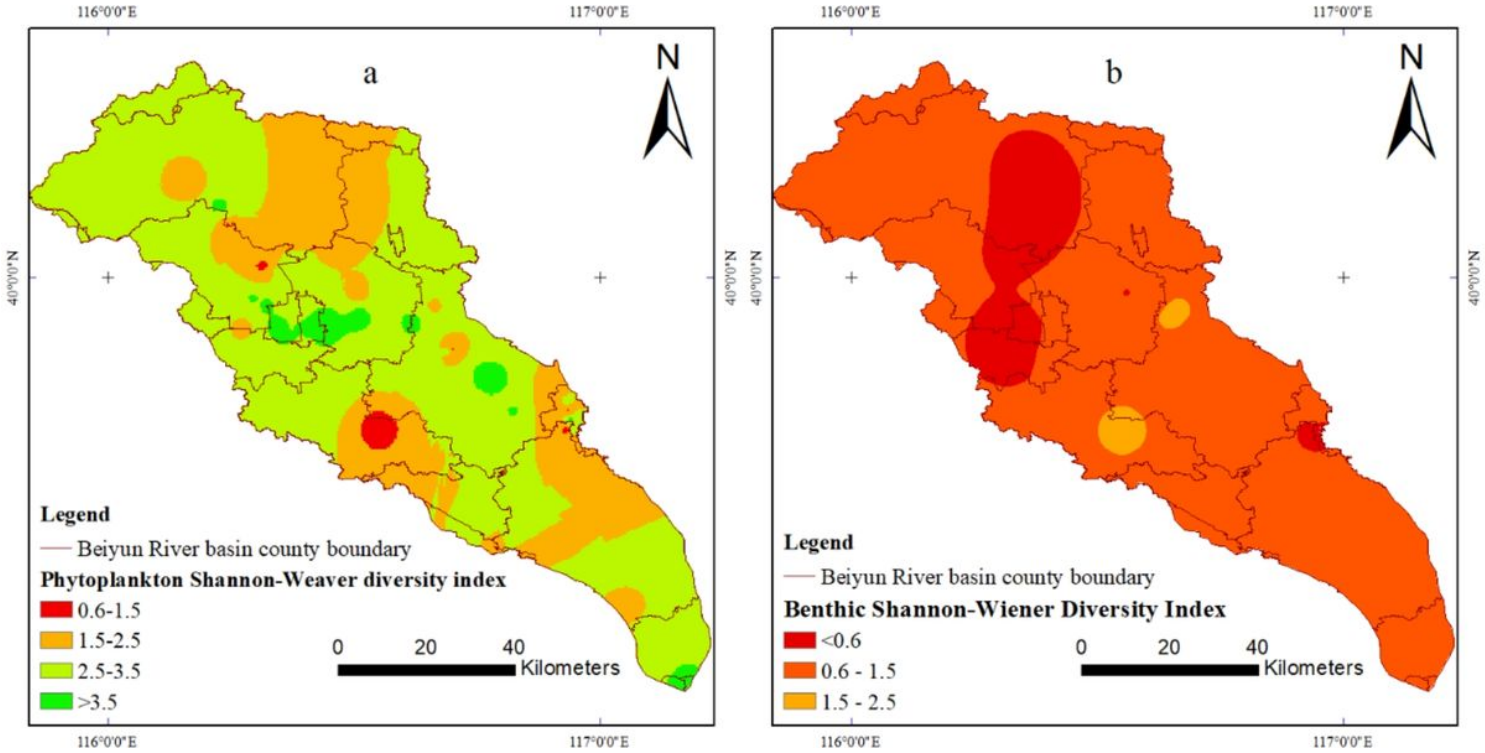 116°0'0"E
117°0'0"E
a
N
40°0'0"N
40°0'0"N
Legend
Beiyun River basin county boundary
Phytoplankton Shannon-Weaver diversity index
0.6-1.5
1.5-2.5
2.5-3.5
>3.5
0 20 40
Kilometers
116°0'0"E
117°0'0"E
116°0'0"E
117°0'0"E
b
N
40°0'0"N
40°0'0"N
Legend
Beiyun River basin county boundary
Benthic Shannon-Wiener Diversity Index
<0.6
0.6 - 1.5
1.5 - 2.5
0 20 40
Kilometers
116°0'0"E
117°0'0"E